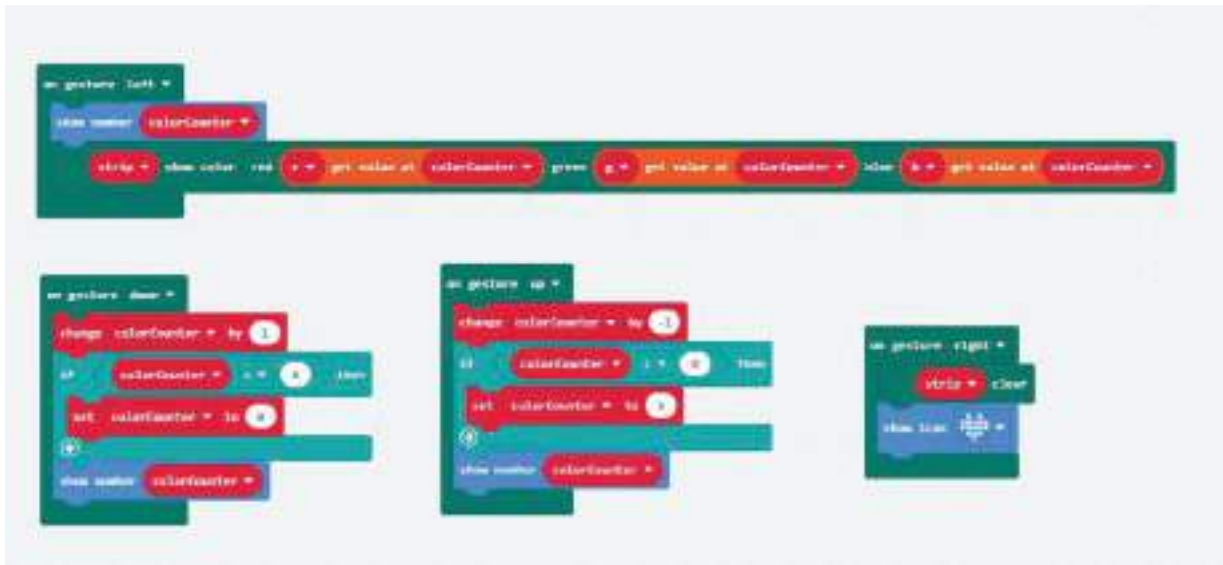 on gesture left
show number colorCounter
strip show color red r get value at colorCounter green g get value at colorCounter blue b get value at colorCounter
on gesture down
change colorCounter by 1
if colorCounter then
set colorCounter to
show number colorCounter
on gesture up
change colorCounter by -1
if colorCounter then
set colorCounter to
show number colorCounter
on gesture right
strip clear
show icon